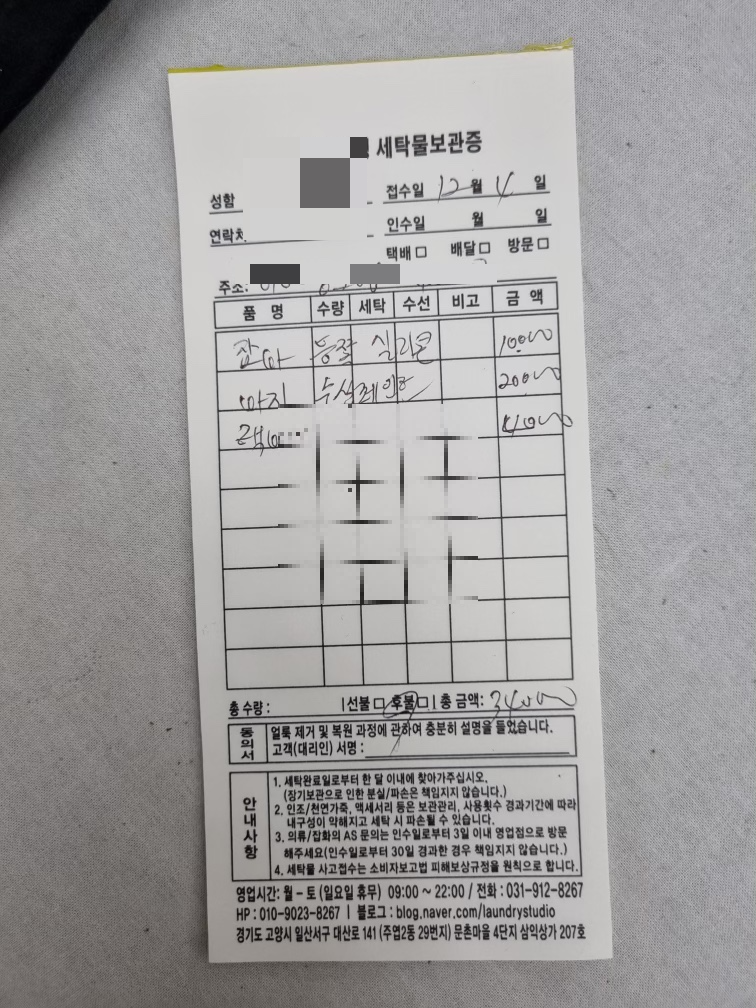 세탁물보관증
성함
접수일 12월 4일
연락처
인수일 월 일
택배□ 배달□ 방문□
주소:
품 명 수량 세탁 수선 비고 금 액
잠바 등쪽 실리콘 10000
바지 20000
4000
총 수량: | 선불□ 후불□ | 총 금액: 34000
동의서
얼룩 제거 및 복원 과정에 관하여 충분히 설명을 들었습니다.
고객(대리인) 서명:
안내사항
1. 세탁완료일로부터 한 달 이내에 찾아가주십시오.
(장기보관으로 인한 분실/파손은 책임지지 않습니다.)
2. 인조/천연가죽, 액세서리 등은 보관관리, 사용횟수 경과기간에 따라
내구성이 약해지고 세탁 시 파손될 수 있습니다.
3. 의류/잡화의 AS 문의는 인수일로부터 3일 이내 영업점으로 방문
해주세요(인수일로부터 30일 경과한 경우 책임지지 않습니다.)
4. 세탁물 사고접수는 소비자보고법 피해보상규정을 원칙으로 합니다.
영업시간: 월 - 토 (일요일 휴무) 09:00 ~ 22:00 / 전화 : 031-912-8267
HP : 010-9023-8267 | 블로그 : blog.naver.com/laundrystudio
경기도 고양시 일산서구 대산로 141 (주엽2동 29번지) 문촌마을 4단지 삼익상가 207호